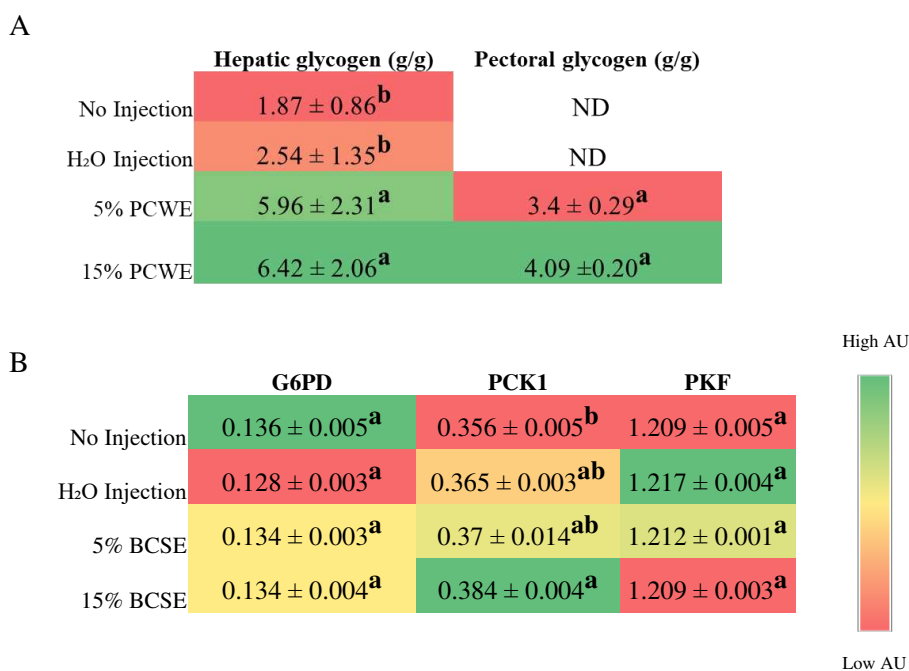 A
Hepatic glycogen (g/g) Pectoral glycogen (g/g)
No Injection 1.87 ± 0.86b ND
H₂O Injection 2.54 ± 1.35b ND
5% PCWE 5.96 ± 2.31a 3.4 ± 0.29a
15% PCWE 6.42 ± 2.06a 4.09 ±0.20a
High AU
B
G6PD PCK1 PKF
No Injection 0.136 ± 0.005a 0.356 ± 0.005b 1.209 ± 0.005a
H₂O Injection 0.128 ± 0.003a 0.365 ± 0.003ab 1.217 ± 0.004a
5% BCSE 0.134 ± 0.003a 0.37 ± 0.014ab 1.212 ± 0.001a
15% BCSE 0.134 ± 0.004a 0.384 ± 0.004a 1.209 ± 0.003a
Low AU